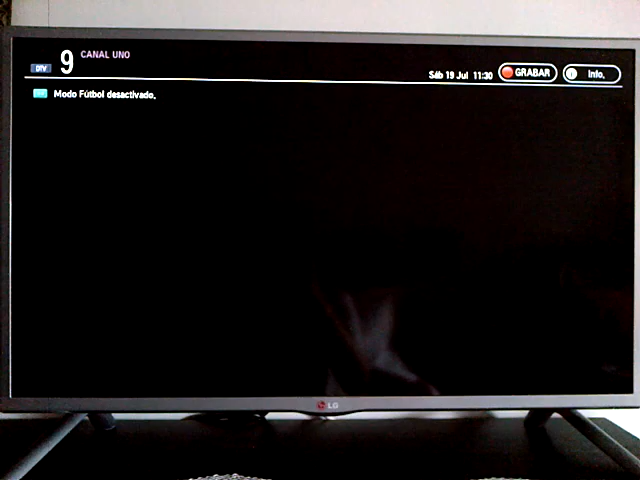 DTV 9 CANAL UNO
Sáb 19 Jul 11:30 GRABAR Info.
Modo Fútbol desactivado.
LG